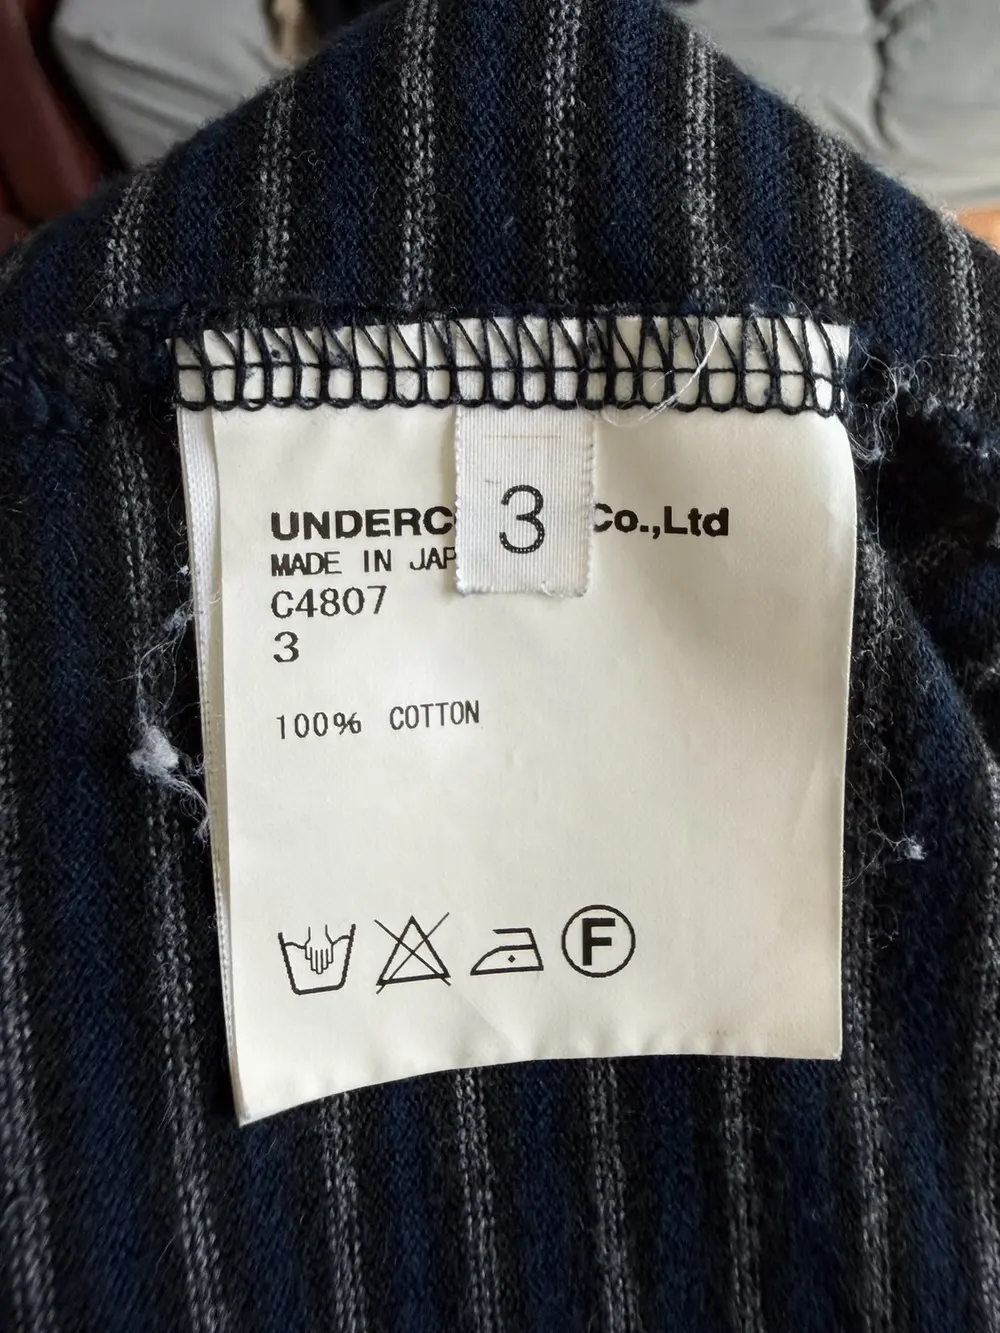 3
UNDERC Co.,Ltd
MADE IN JAP
C4807
3
100% COTTON
F